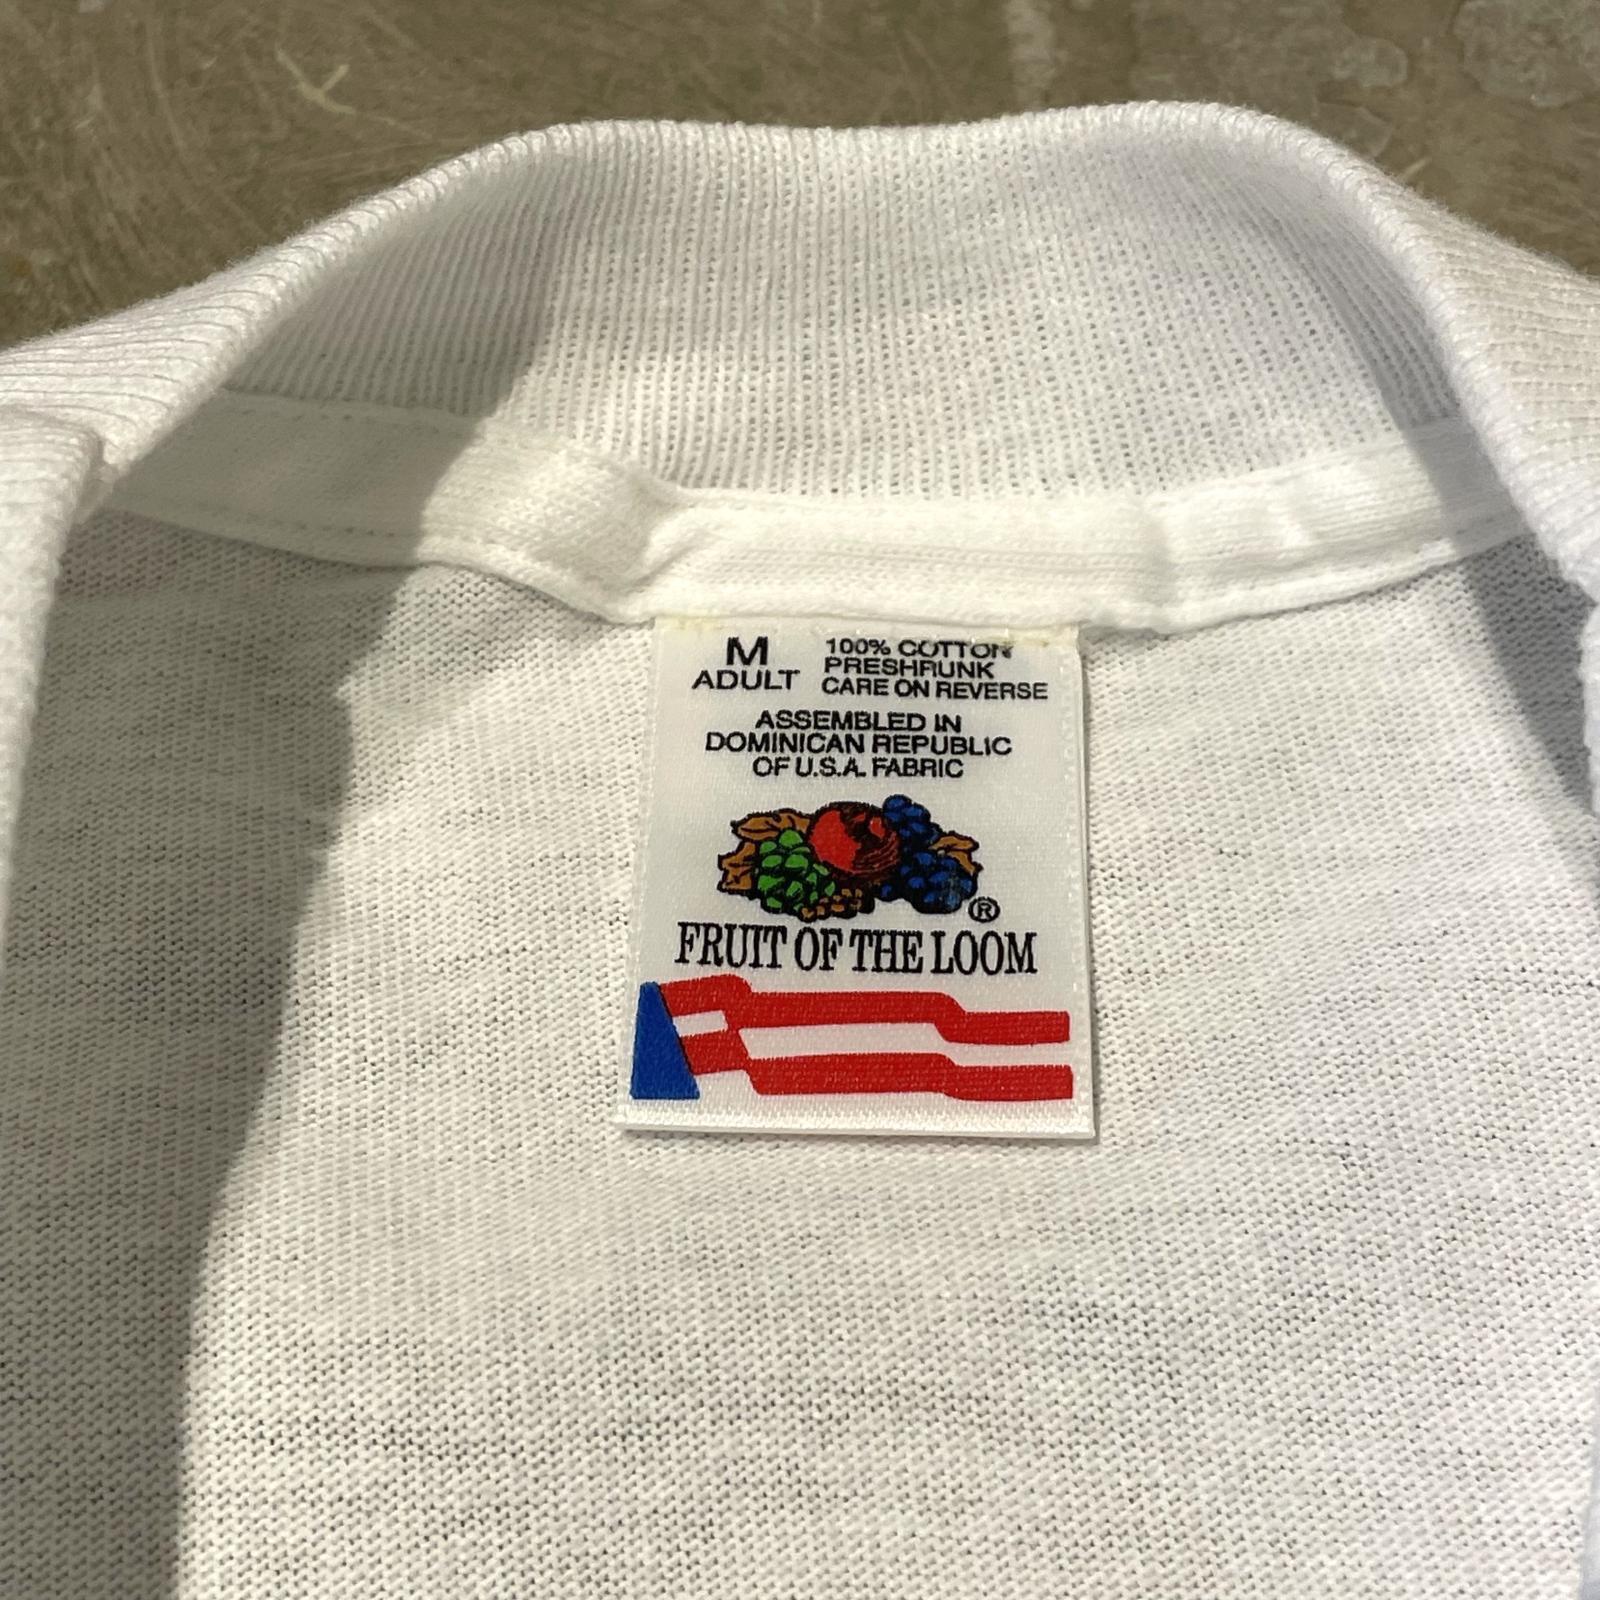 M
ADULT
100% COTTON
PRESHRUNK
CARE ON REVERSE
ASSEMBLED IN
DOMINICAN REPUBLIC
OF U.S.A. FABRIC
®
FRUIT OF THE LOOM